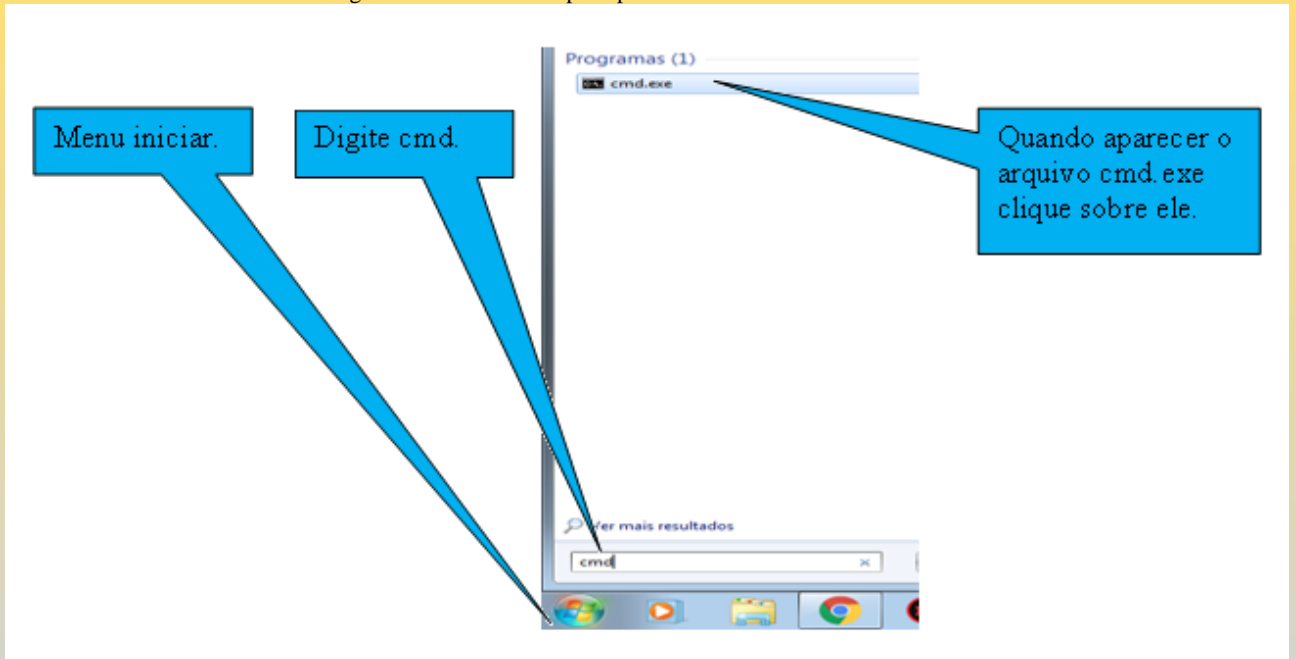 Programas (1)
cmd.exe
Menu iniciar.
Digite cmd.
Quando aparecer o
arquivo cmd.exe
clique sobre ele.
Ver mais resultados
cmd